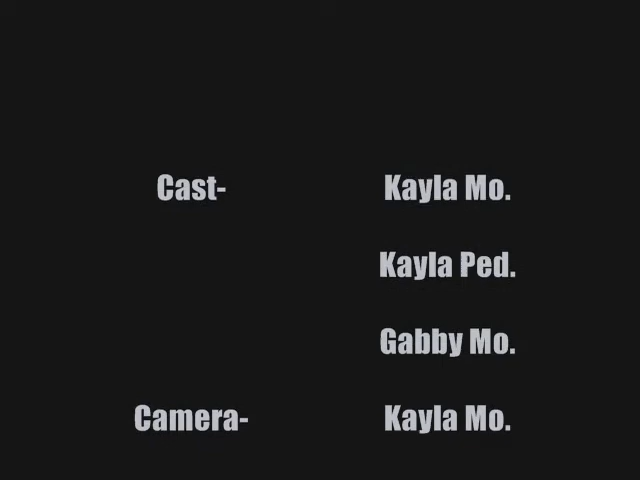 Cast- Kayla Mo.
Kayla Ped.
Gabby Mo.
Camera- Kayla Mo.